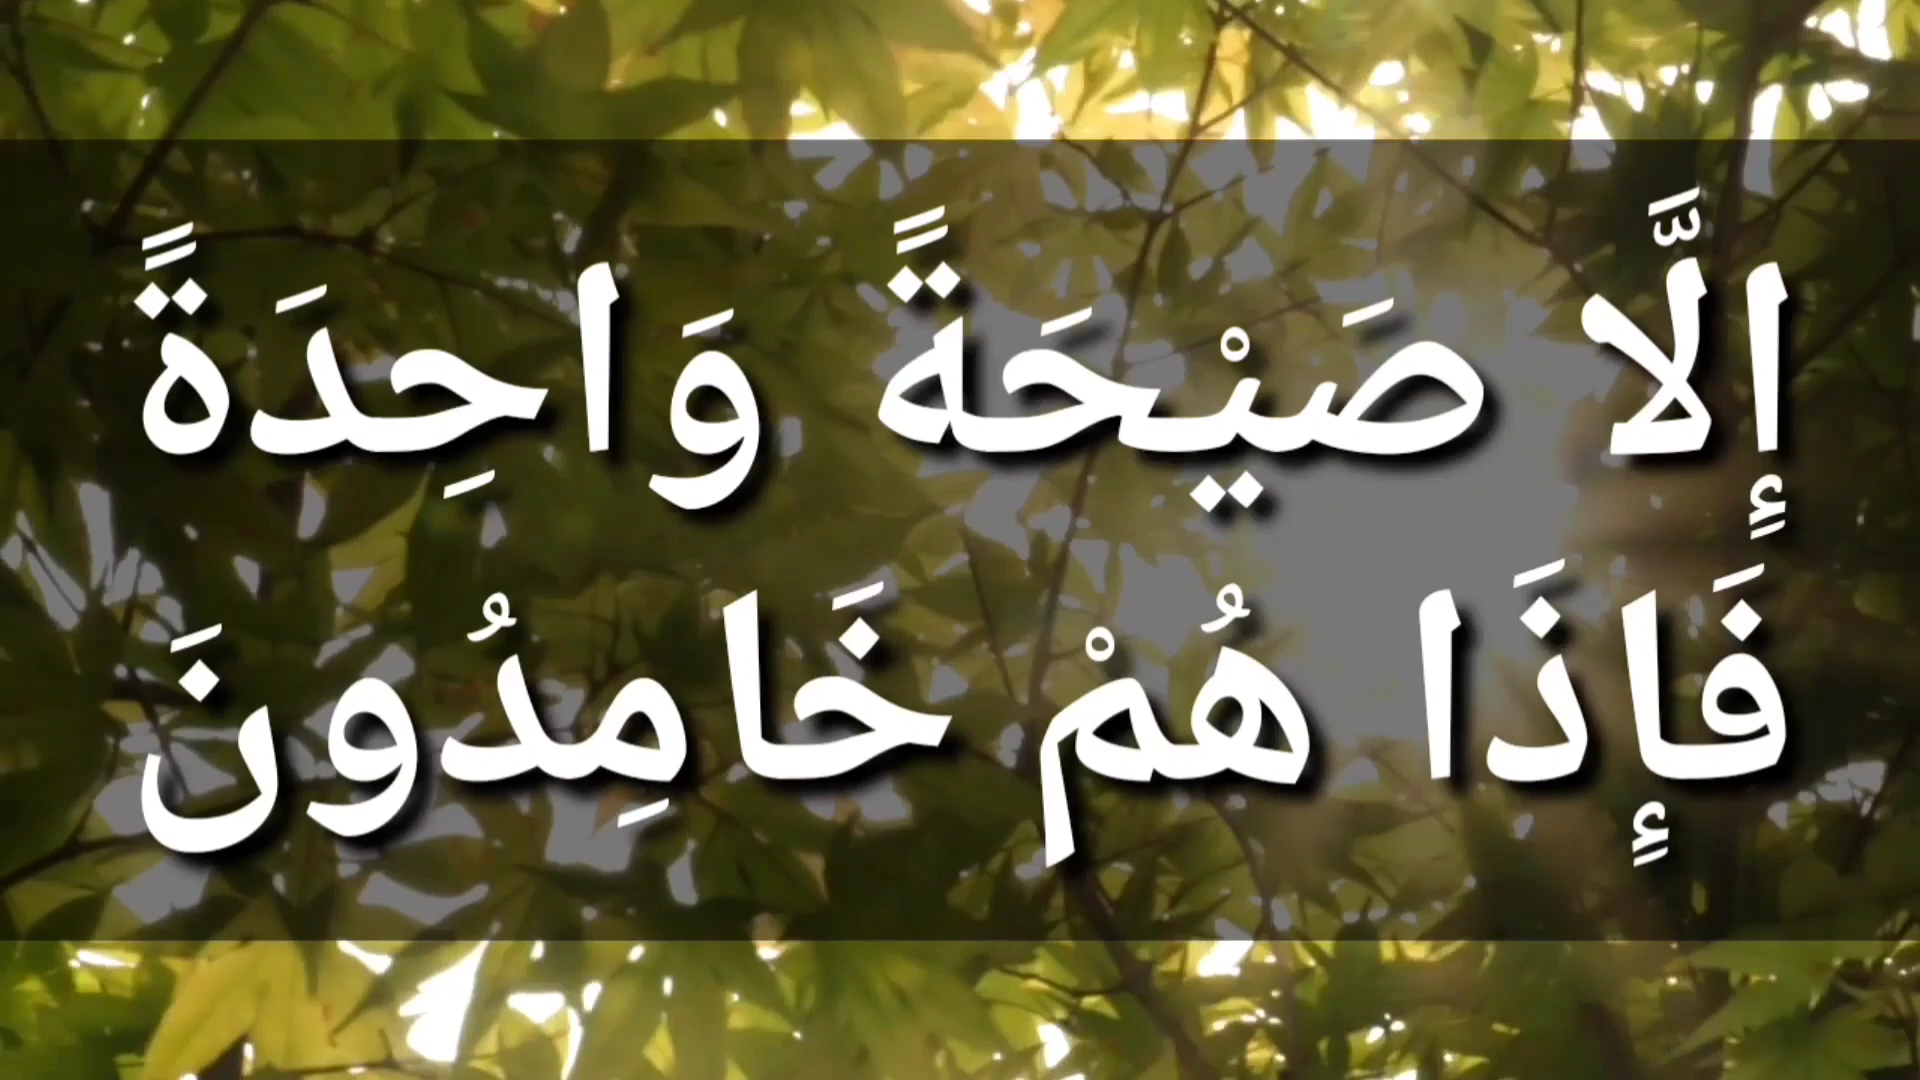 إِلَّا صَيْحَةً وَاحِدَةً
فَإِذَا هُمْ خَامِدُونَ